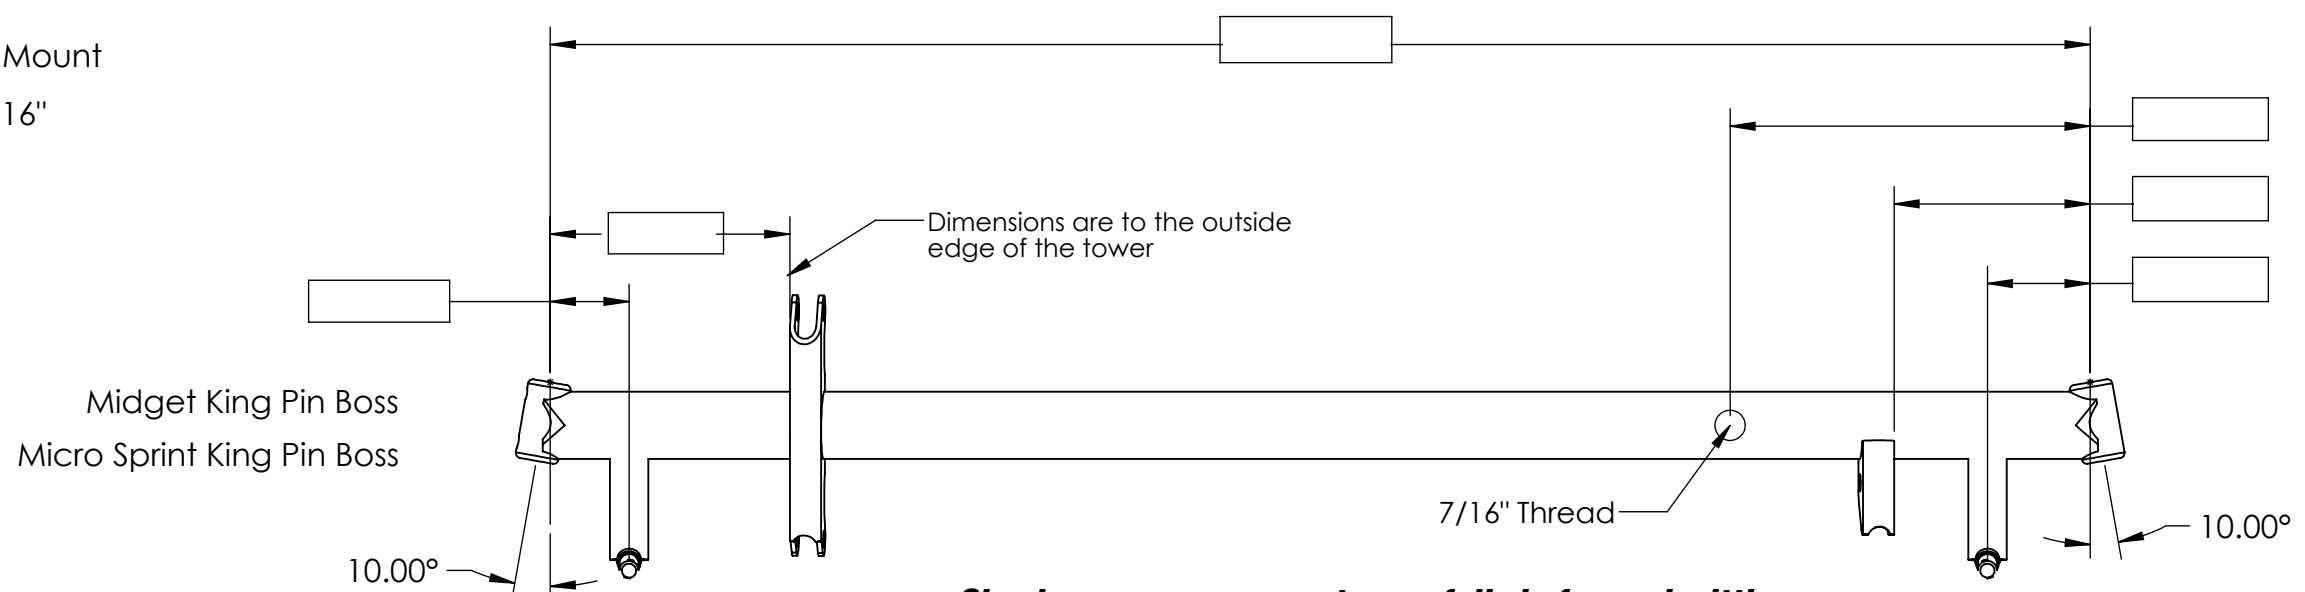 Mount
16"
Dimensions are to the outside
edge of the tower
Midget King Pin Boss
Micro Sprint King Pin Boss
7/16" Thread
10.00°
10.00°